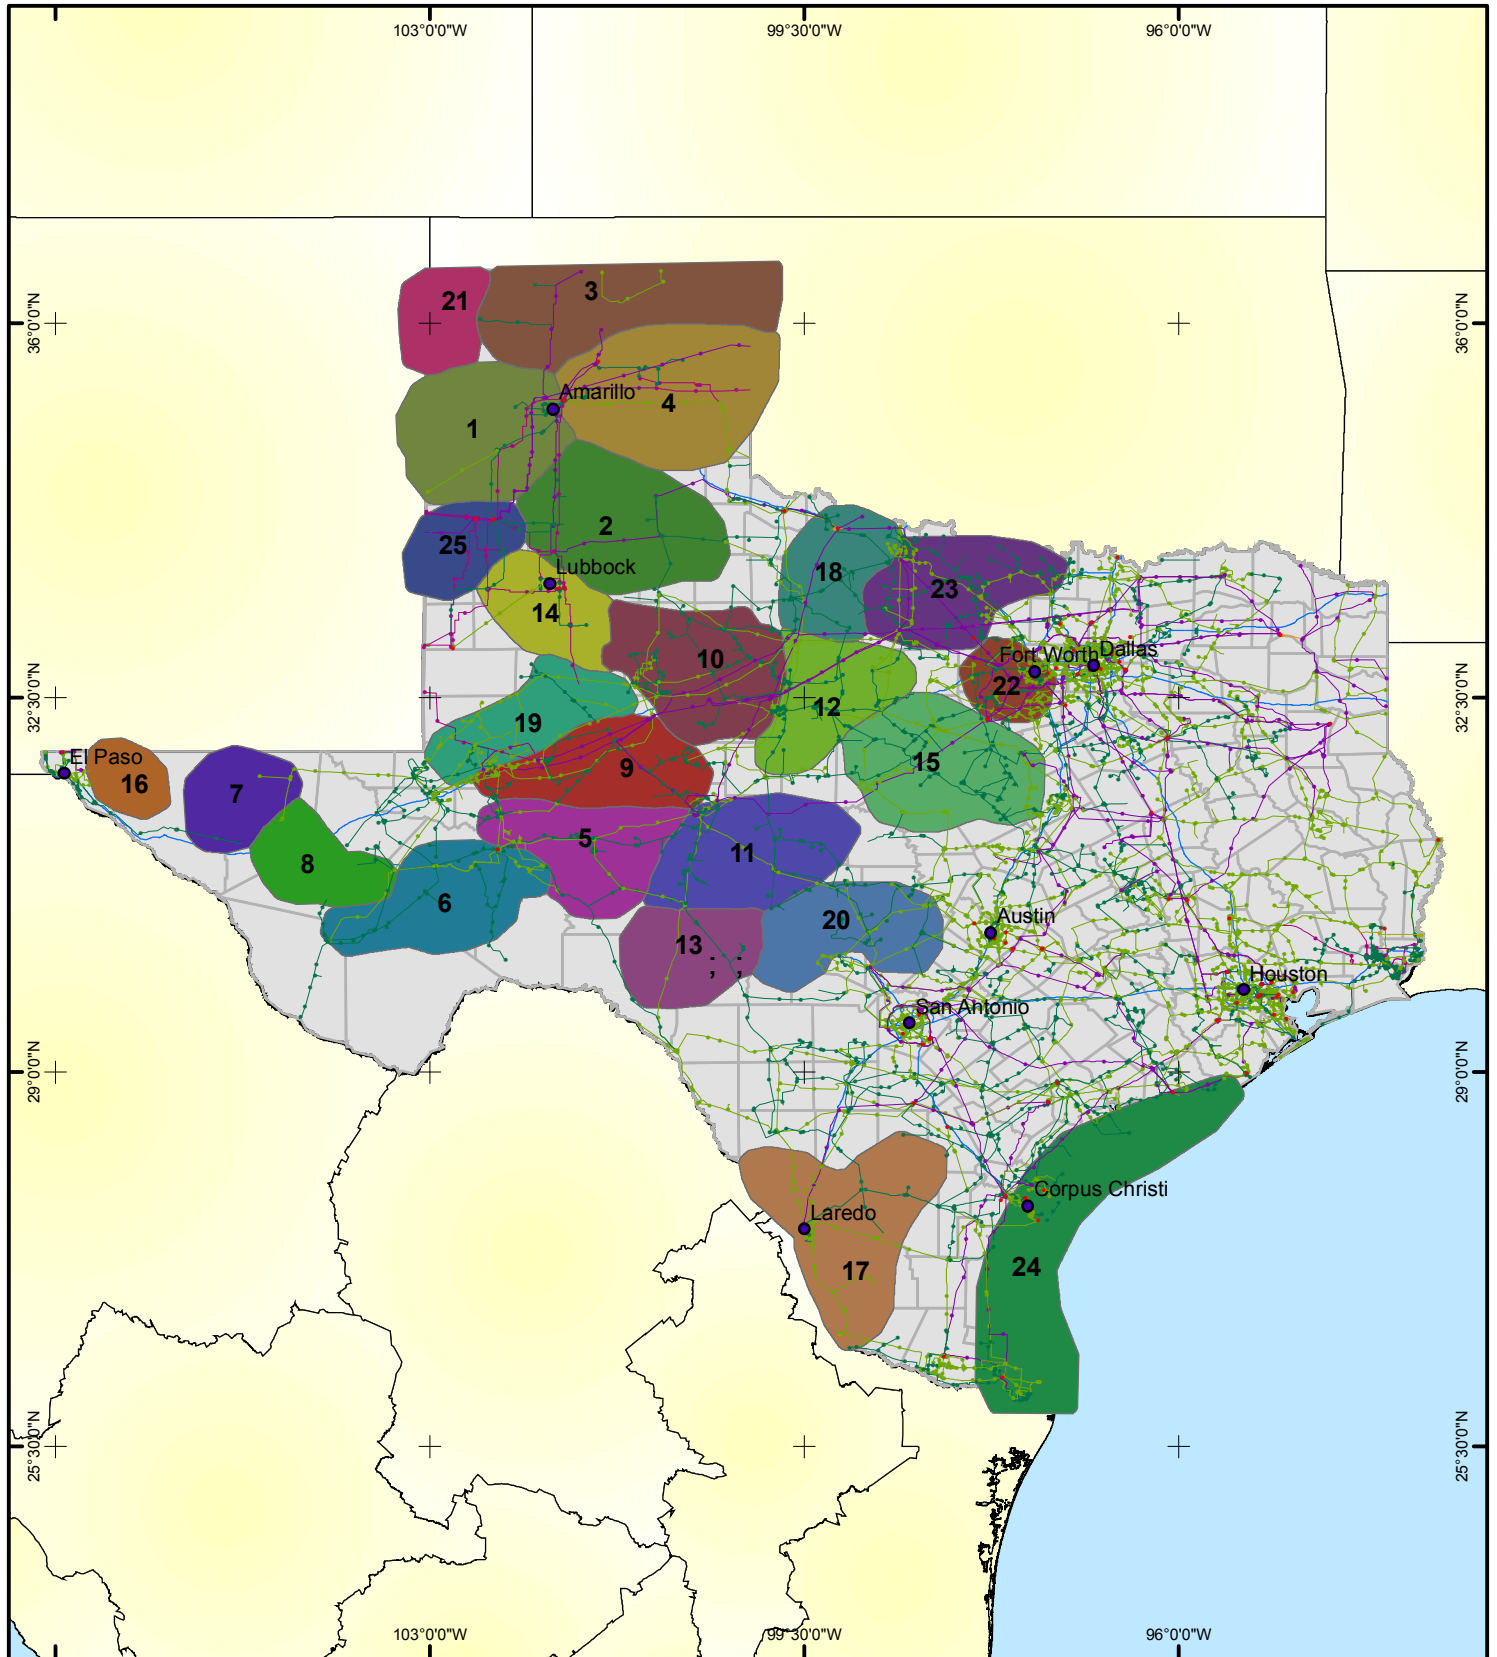 103°0'0"W
99°30'0"W
96°0'0"W
36°0'0"N
36°0'0"N
21
3
Amarillo
4
1
2
25
Lubbock
18
23
14
10
Fort Worth
Dallas
22
32°30'0"N
32°30'0"N
12
19
El Paso
16
7
9
15
5
11
8
6
20
Austin
13
; ;
Houston
San Antonio
29°0'0"N
29°0'0"N
Corpus Christi
Laredo
17
24
25°30'0"N
25°30'0"N
103°0'0"W
99°30'0"W
96°0'0"W